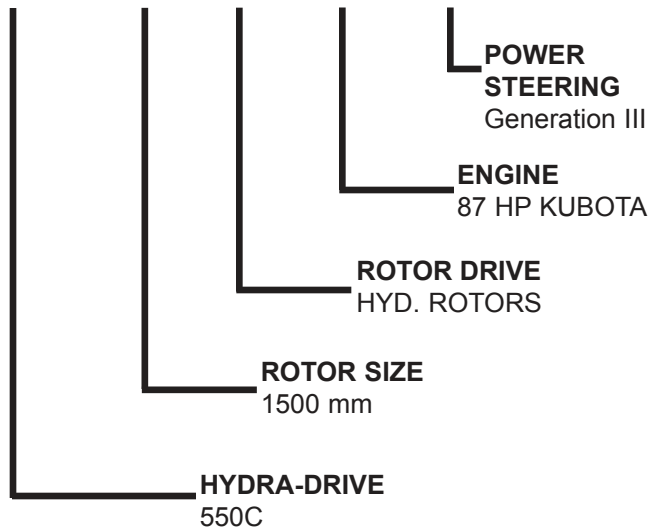 POWER
STEERING
Generation III
ENGINE
87 HP KUBOTA
ROTOR DRIVE
HYD. ROTORS
ROTOR SIZE
1500 mm
HYDRA-DRIVE
550C